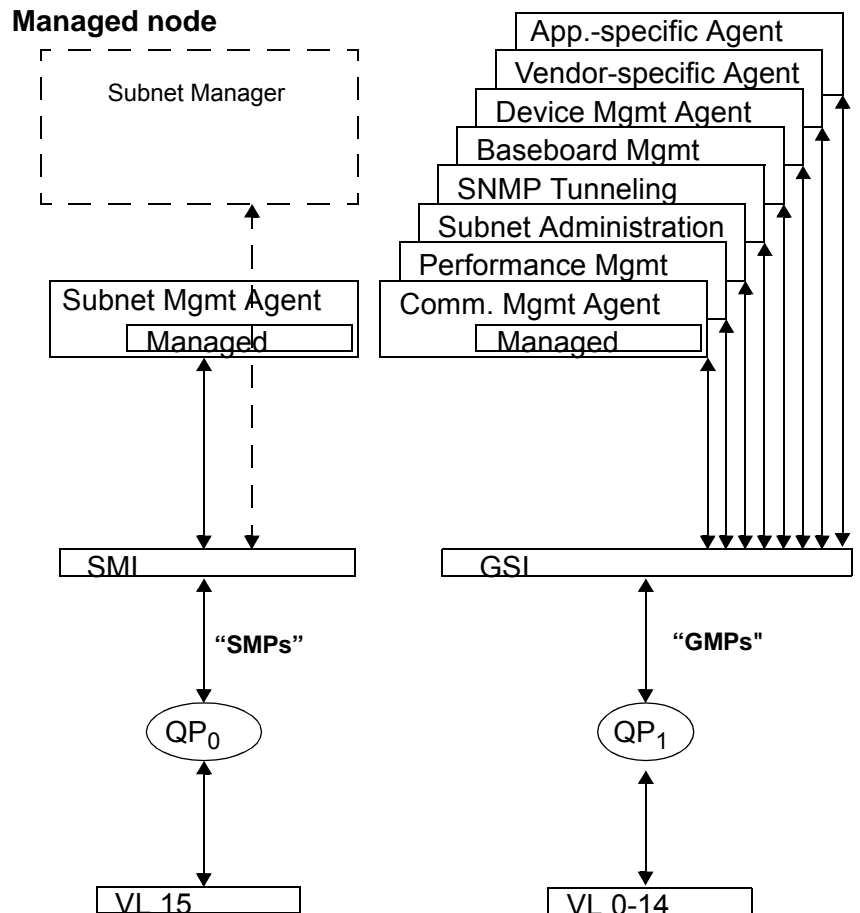 Managed node
Subnet Manager
Subnet Mgmt Agent
Managed
SMI
“SMPs”
QP0
VL 15
App.-specific Agent
Vendor-specific Agent
Device Mgmt Agent
Baseboard Mgmt
SNMP Tunneling
Subnet Administration
Performance Mgmt
Comm. Mgmt Agent
Managed
GSI
“GMPs"
QP1
VL 0-14